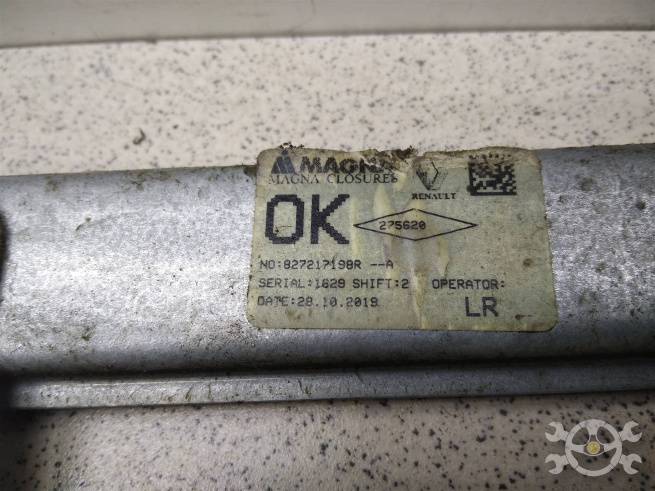 MAGNA
MAGNA CLOSURES
RENAULT
OK
275620
NO:827217198R --A
SERIAL:1629 SHIFT:2 OPERATOR:
DATE:28.10.2019
LR